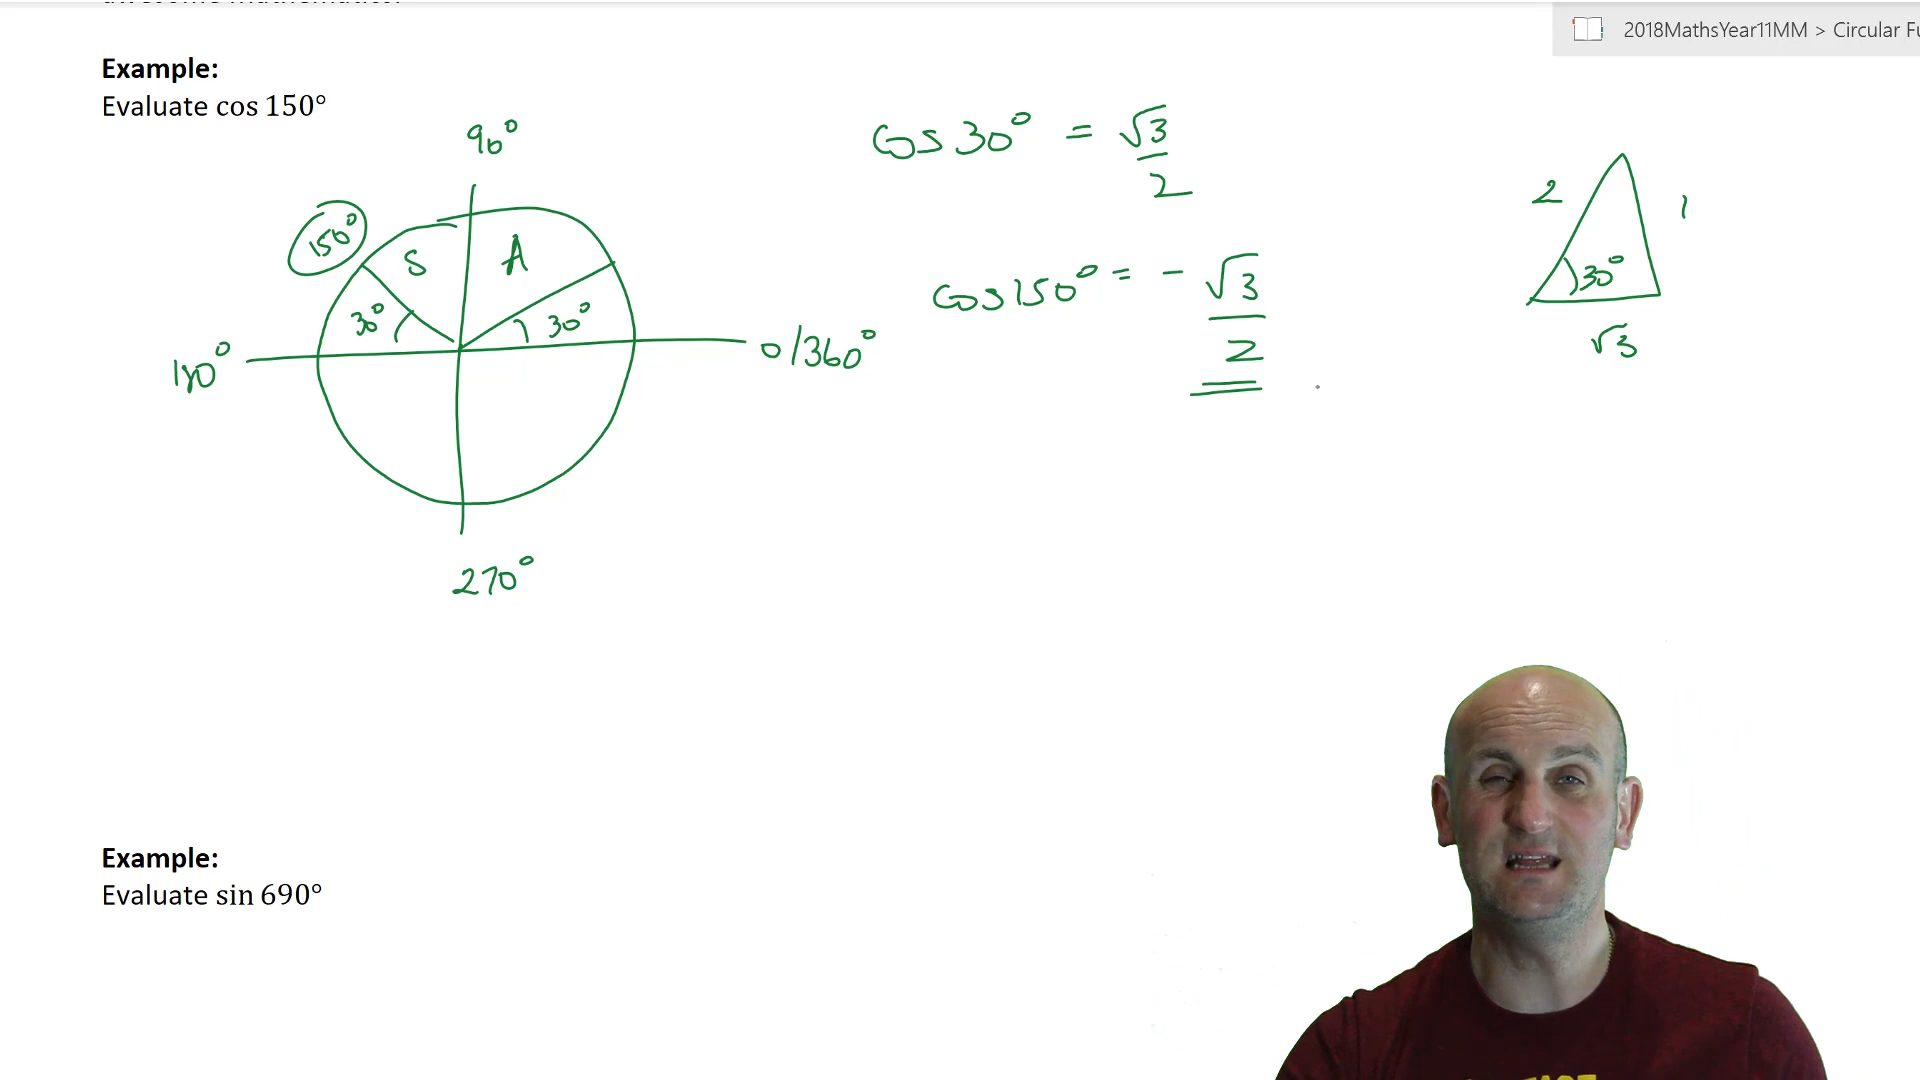 2018MathsYear11MM > Circular Fu
Example:
Evaluate cos 150°
90°
150°
S
A
30°
30°
180°
0/360°
270°
cos 30° = √3/2
cos 150° = - √3/2
2
1
30°
√3
Example:
Evaluate sin 690°